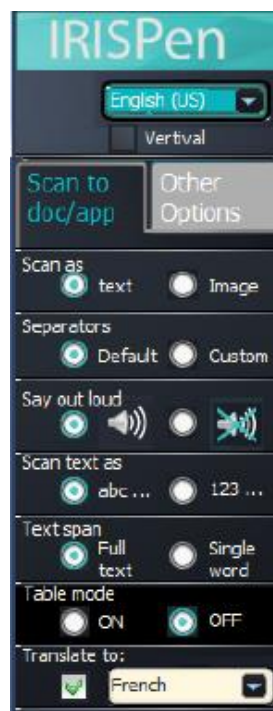 IRISPen
English (US)
Vertival
Scan to Other
doc/app Options
Scan as
text Image
Separators
Default Custom
Say out loud
Scan text as
abc ... 123 ...
Text span
Full Single
text word
Table mode
ON OFF
Translate to:
French